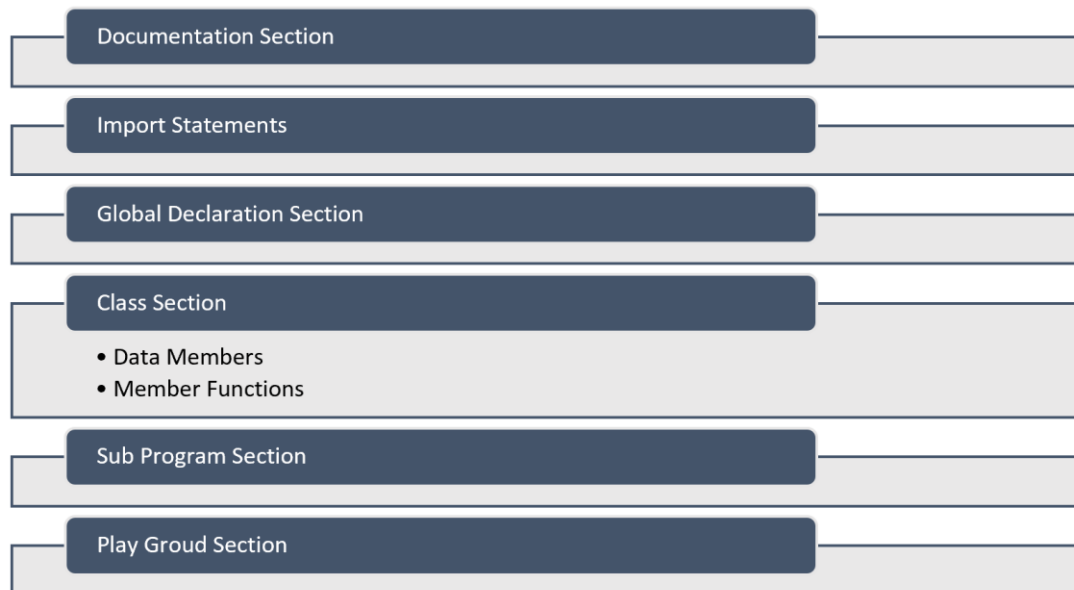 Documentation Section
Import Statements
Global Declaration Section
Class Section
• Data Members
• Member Functions
Sub Program Section
Play Groud Section